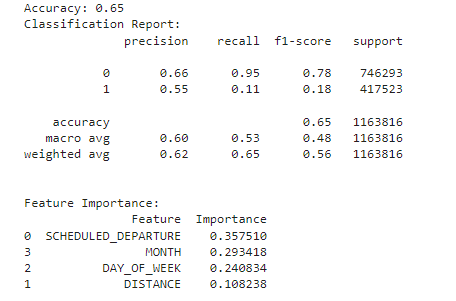 Accuracy: 0.65
Classification Report:
precision recall f1-score support
0 0.66 0.95 0.78 746293
1 0.55 0.11 0.18 417523
accuracy 0.65 1163816
macro avg 0.60 0.53 0.48 1163816
weighted avg 0.62 0.65 0.56 1163816
Feature Importance:
Feature Importance
0 SCHEDULED_DEPARTURE 0.357510
3 MONTH 0.293418
2 DAY_OF_WEEK 0.240834
1 DISTANCE 0.108238